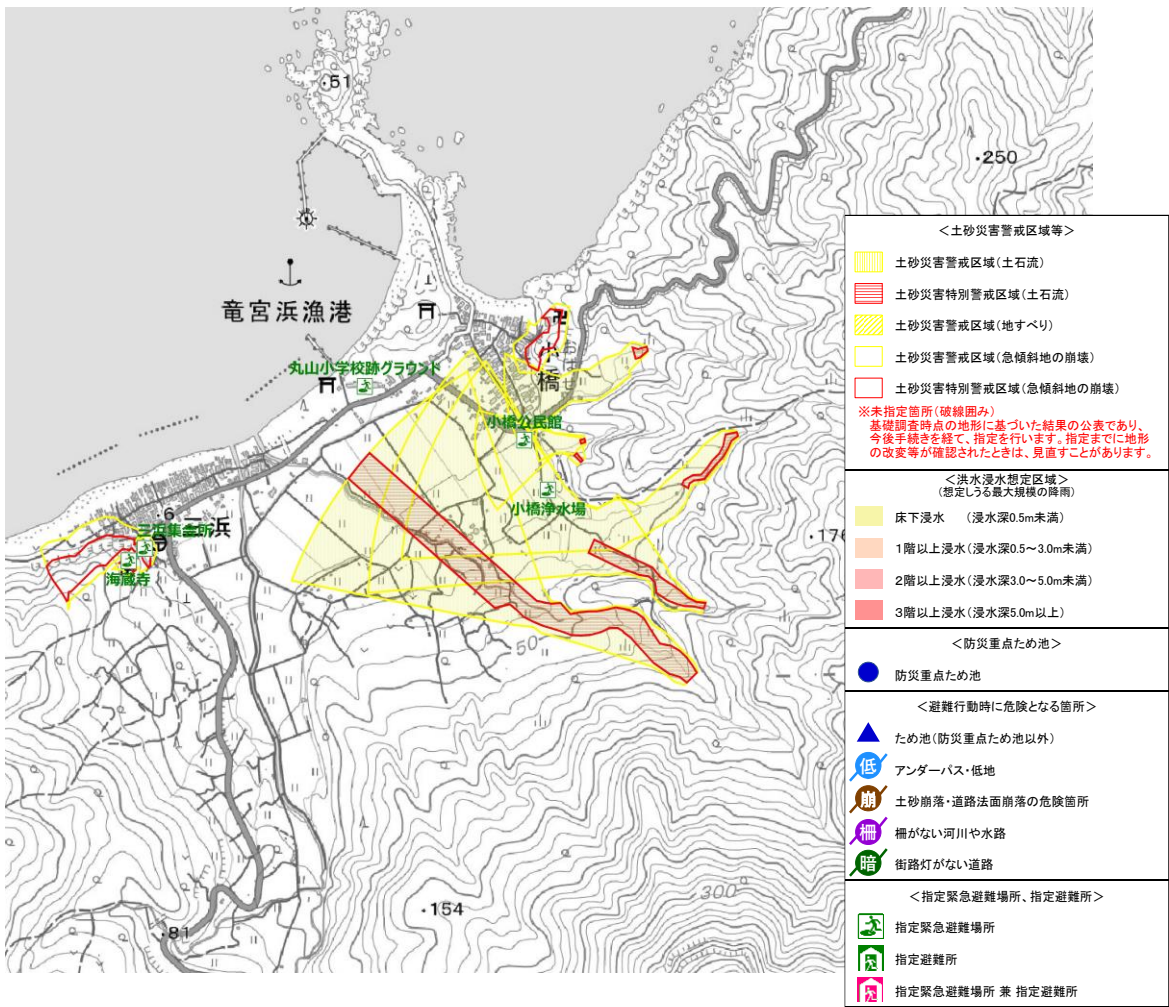 ・51
・250
竜宮浜漁港
丸山小学校跡グラウンド
小橋
小橋公民館
小橋浄水場
・176
・6
三浜
三浜集会所
海蔵寺
50
300
・154
・81
＜土砂災害警戒区域等＞
土砂災害警戒区域(土石流)
土砂災害特別警戒区域(土石流)
土砂災害警戒区域(地すべり)
土砂災害警戒区域(急傾斜地の崩壊)
土砂災害特別警戒区域(急傾斜地の崩壊)
※未指定箇所(破線囲み)
基礎調査時点の地形に基づいた結果の公表であり、
今後手続きを経て、指定を行います。指定までに地形
の改変等が確認されたときは、見直すことがあります。
＜洪水浸水想定区域＞
(想定しうる最大規模の降雨)
床下浸水　(浸水深0.5m未満)
1階以上浸水(浸水深0.5～3.0m未満)
2階以上浸水(浸水深3.0～5.0m未満)
3階以上浸水(浸水深5.0m以上)
＜防災重点ため池＞
防災重点ため池
＜避難行動時に危険となる箇所＞
ため池(防災重点ため池以外)
低 アンダーパス・低地
崩 土砂崩落・道路法面崩落の危険箇所
柵 柵がない河川や水路
暗 街路灯がない道路
＜指定緊急避難場所、指定避難所＞
指定緊急避難場所
指定避難所
指定緊急避難場所 兼 指定避難所